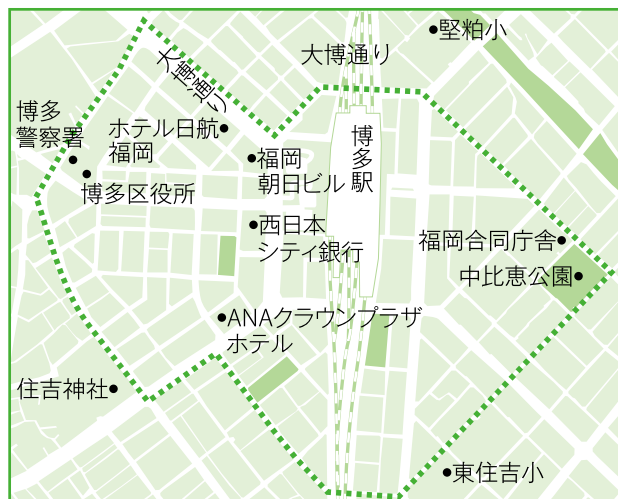 堅粕小
大博通り
大博通り
博多
警察署
ホテル日航
福岡
博多駅
福岡
朝日ビル
博多区役所
西日本
シティ銀行
福岡合同庁舎
中比恵公園
ANAクラウンプラザ
ホテル
住吉神社
東住吉小